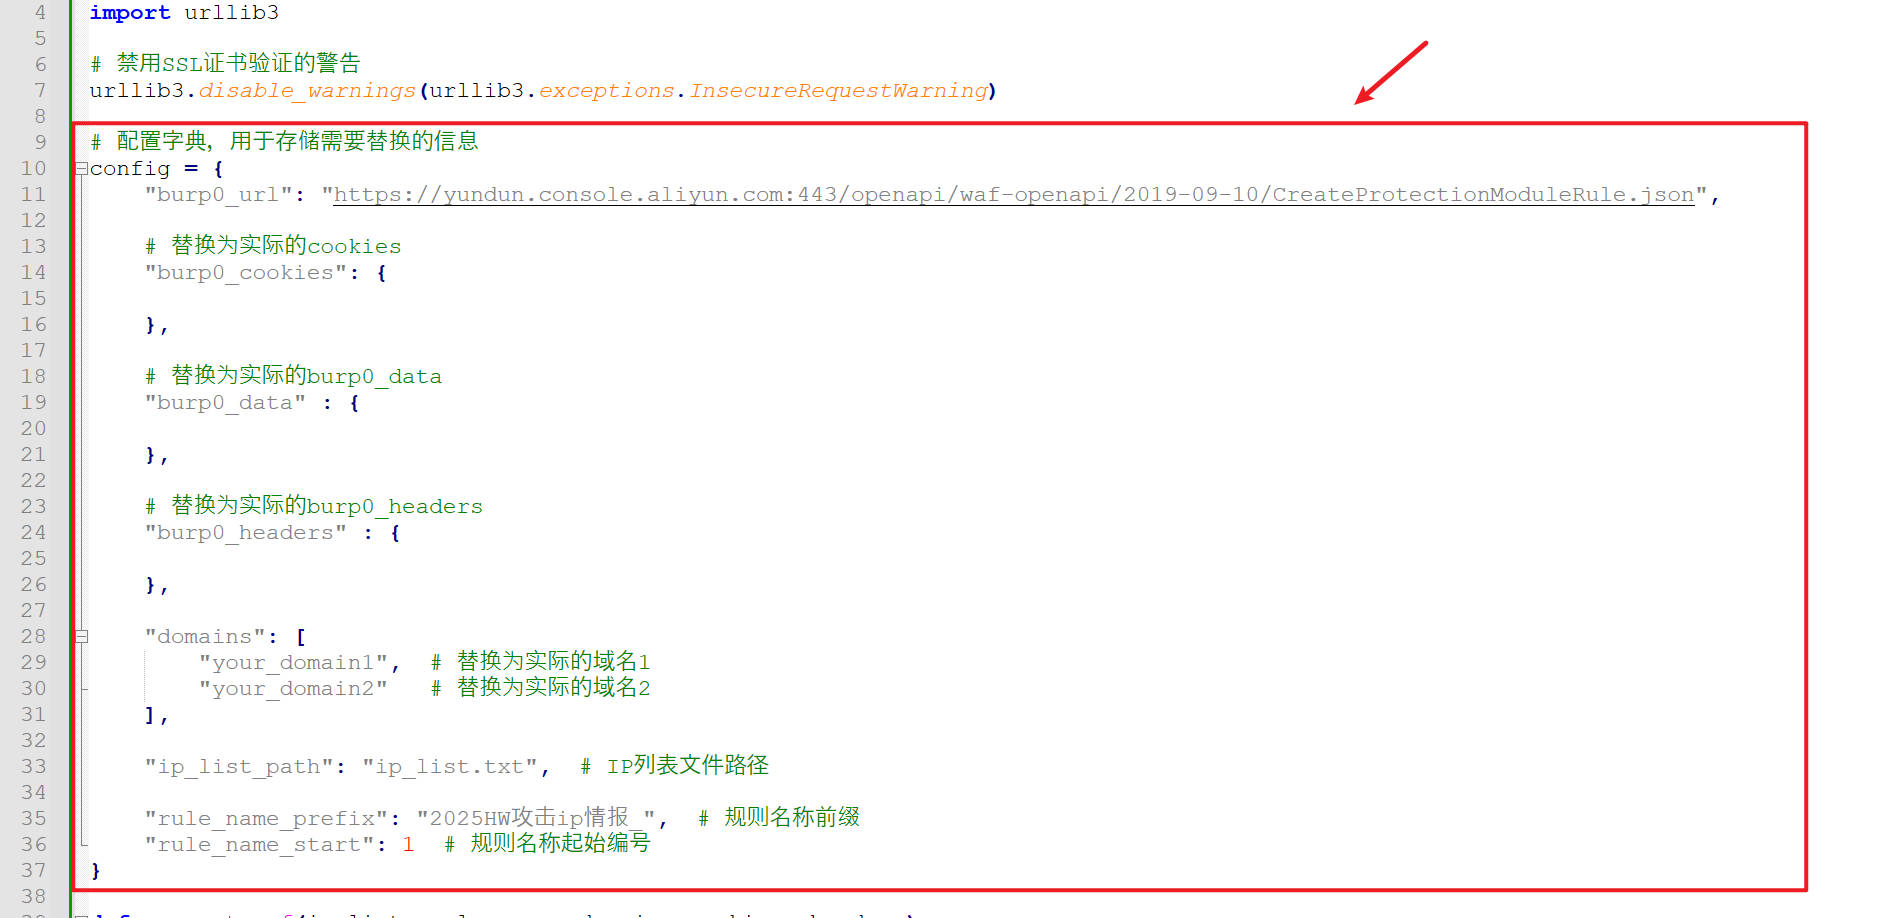 4 import urllib3
5
6 # 禁用SSL证书验证的警告
7 urllib3.disable_warnings(urllib3.exceptions.InsecureRequestWarning)
8
9 # 配置字典，用于存储需要替换的信息
10 config = {
11 "burp0_url": "https://yundun.console.aliyun.com:443/openapi/waf-openapi/2019-09-10/CreateProtectionModuleRule.json",
12
13 # 替换为实际的cookies
14 "burp0_cookies": {
15
16 },
17
18 # 替换为实际的burp0_data
19 "burp0_data" : {
20
21 },
22
23 # 替换为实际的burp0_headers
24 "burp0_headers" : {
25
26 },
27
28 "domains": [
29 "your_domain1", # 替换为实际的域名1
30 "your_domain2" # 替换为实际的域名2
31 ],
32
33 "ip_list_path": "ip_list.txt", # IP列表文件路径
34
35 "rule_name_prefix": "2025HW攻击ip情报_", # 规则名称前缀
36 "rule_name_start": 1 # 规则名称起始编号
37 }
38